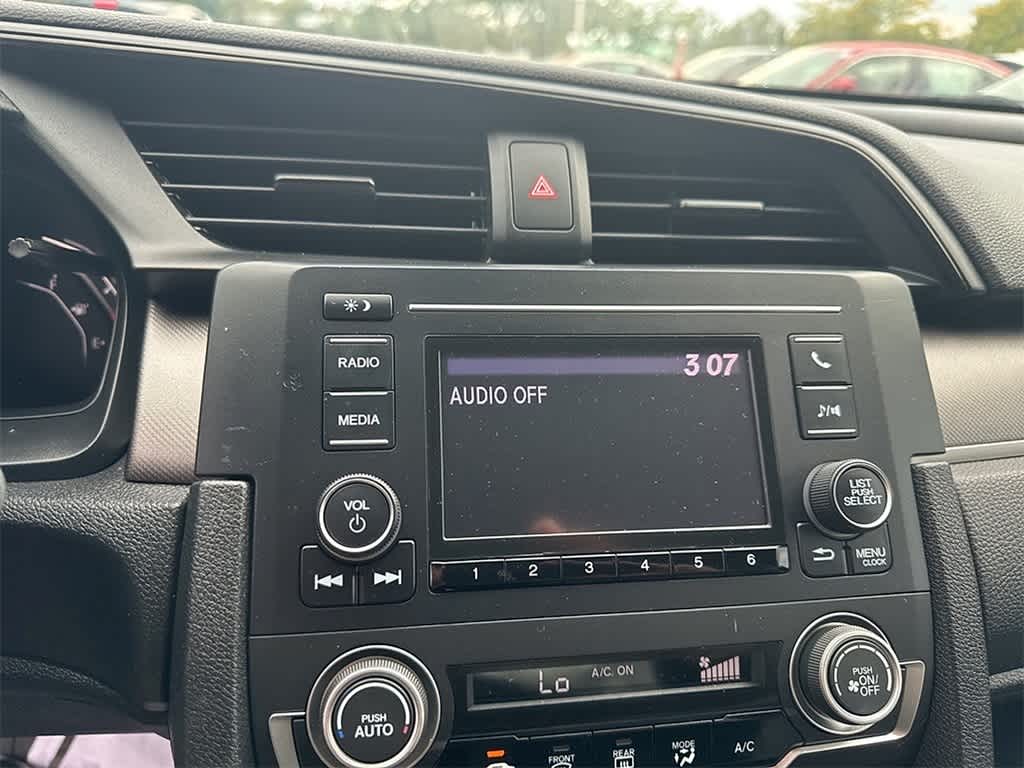 RADIO
MEDIA
3 07
AUDIO OFF
VOL
LIST
PUSH
SELECT
MENU
CLOCK
1 2 3 4 5 6
Lo A/C ON
PUSH
AUTO
PUSH
ON/
OFF
FRONT
REAR
MODE
A/C
F
E